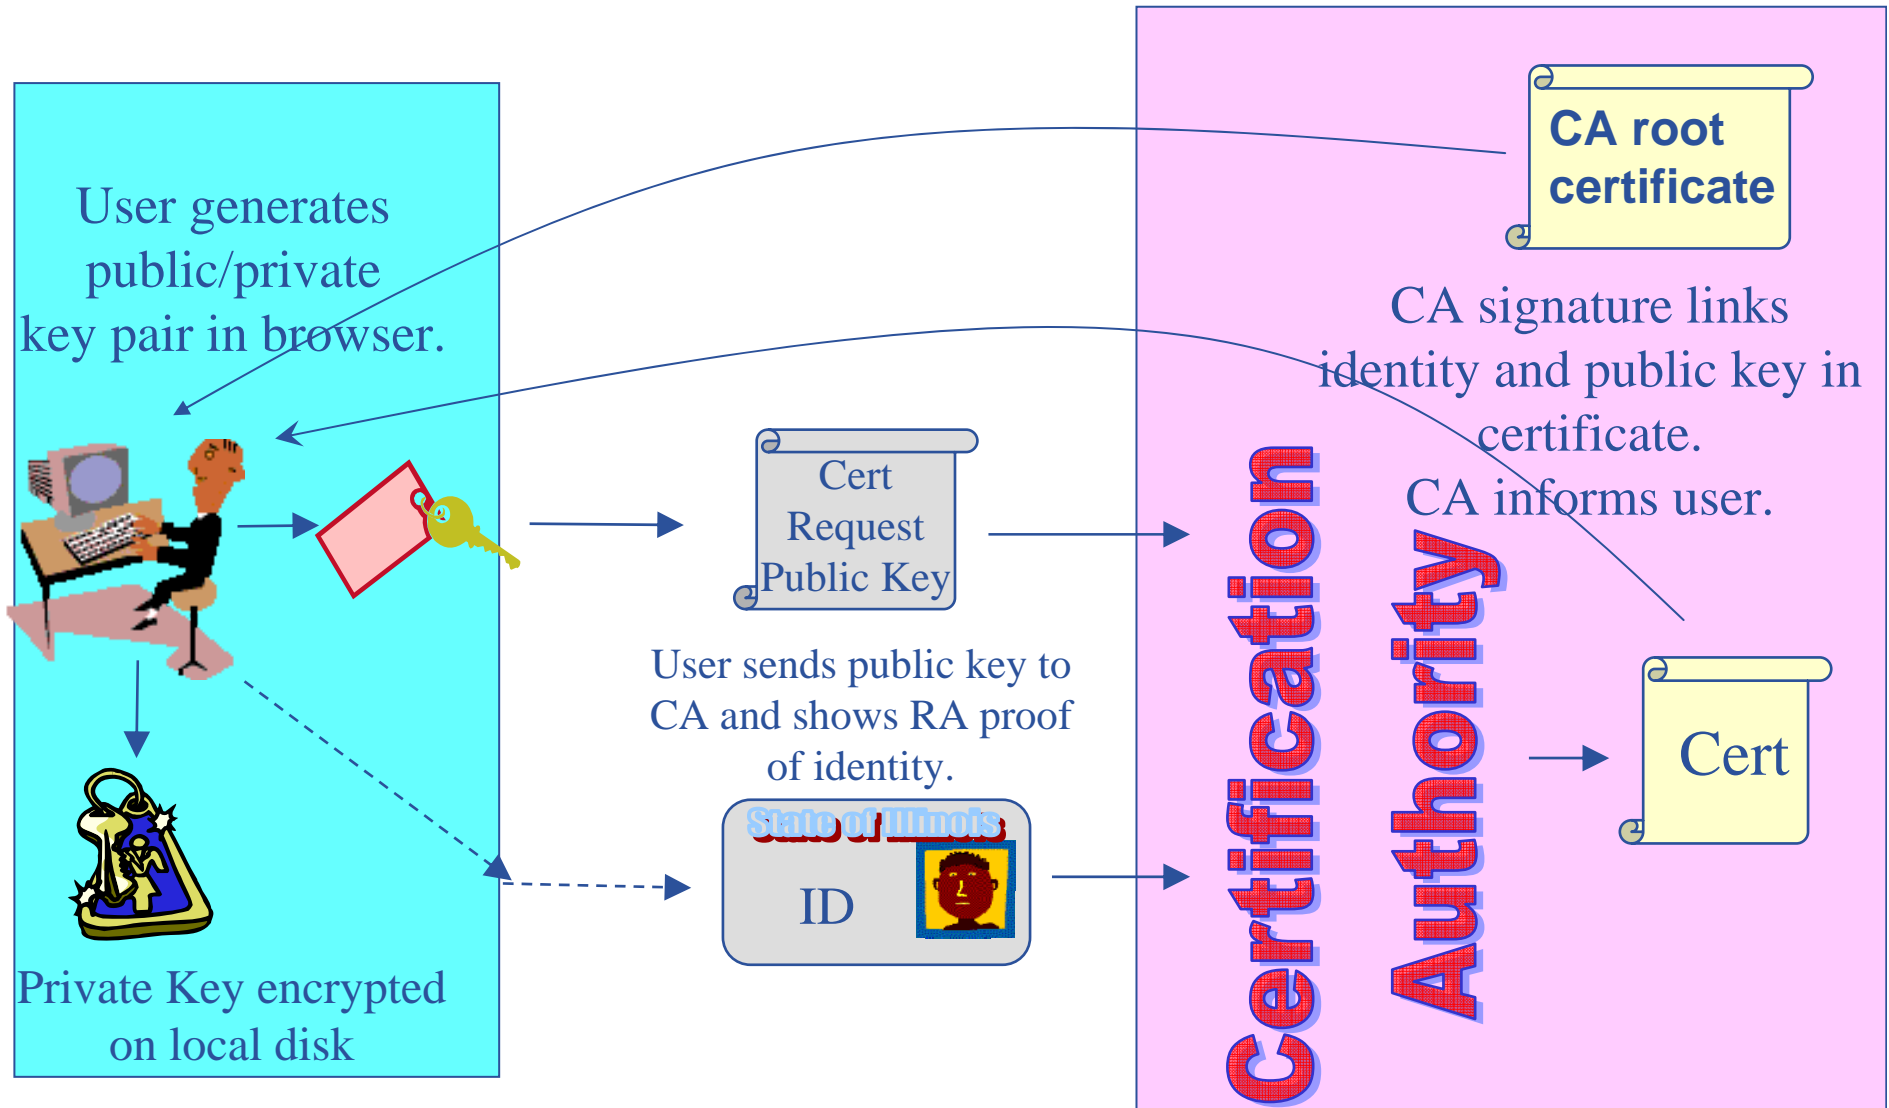 User generates
public/private
key pair in browser.
Private Key encrypted
on local disk
Cert
Request
Public Key
User sends public key to
CA and shows RA proof
of identity.
State of Illinois
ID
Certification
Authority
CA root
certificate
CA signature links
identity and public key in
certificate.
CA informs user.
Cert